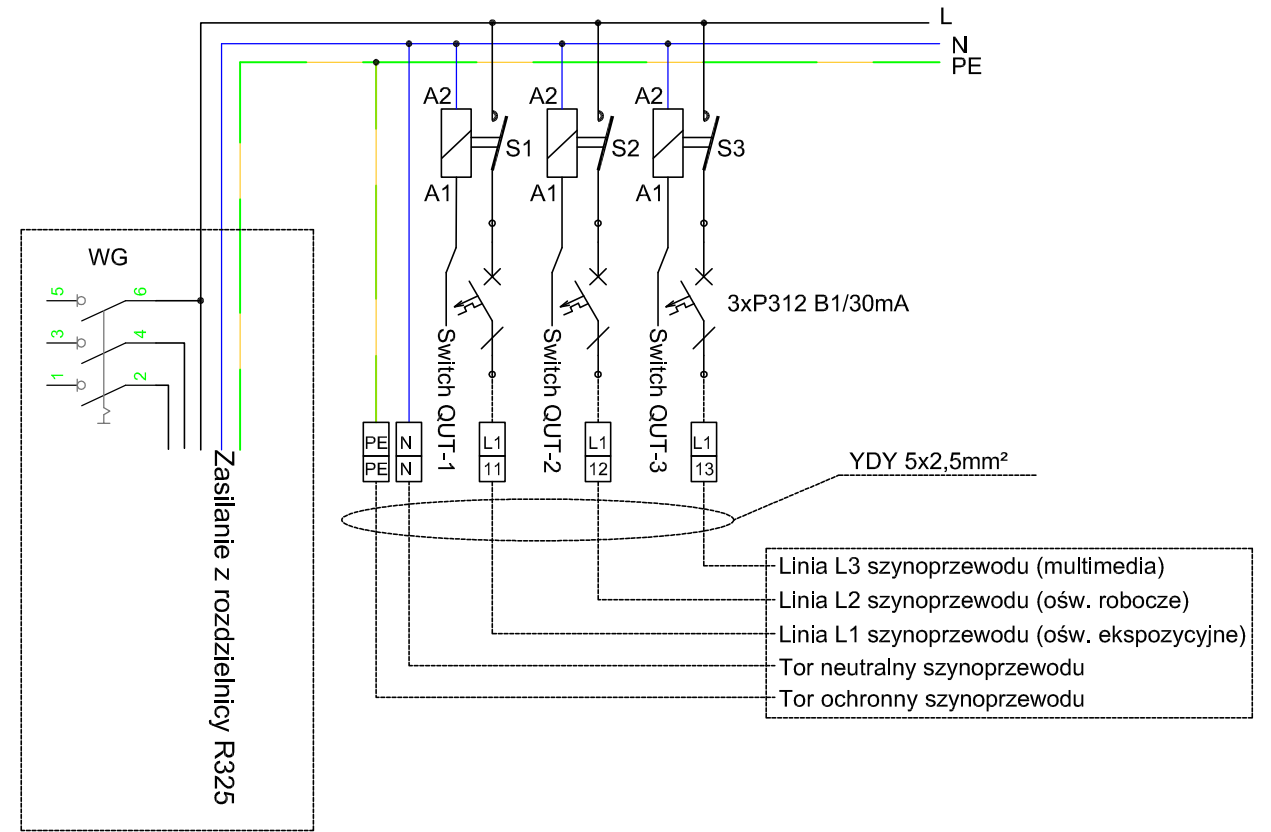 L
N
PE
A2
A2
A2
S1
S2
S3
A1
A1
A1
WG
5
6
3
4
1
2
3xP312 B1/30mA
Switch QUT-1
Switch QUT-2
Switch QUT-3
PE
N
L1
L1
L1
PE
N
11
12
13
YDY 5x2,5mm²
Zasilanie z rozdzielnicy R325
Linia L3 szynoprzewodu (multimedia)
Linia L2 szynoprzewodu (ośw. robocze)
Linia L1 szynoprzewodu (ośw. ekspozycyjne)
Tor neutralny szynoprzewodu
Tor ochronny szynoprzewodu